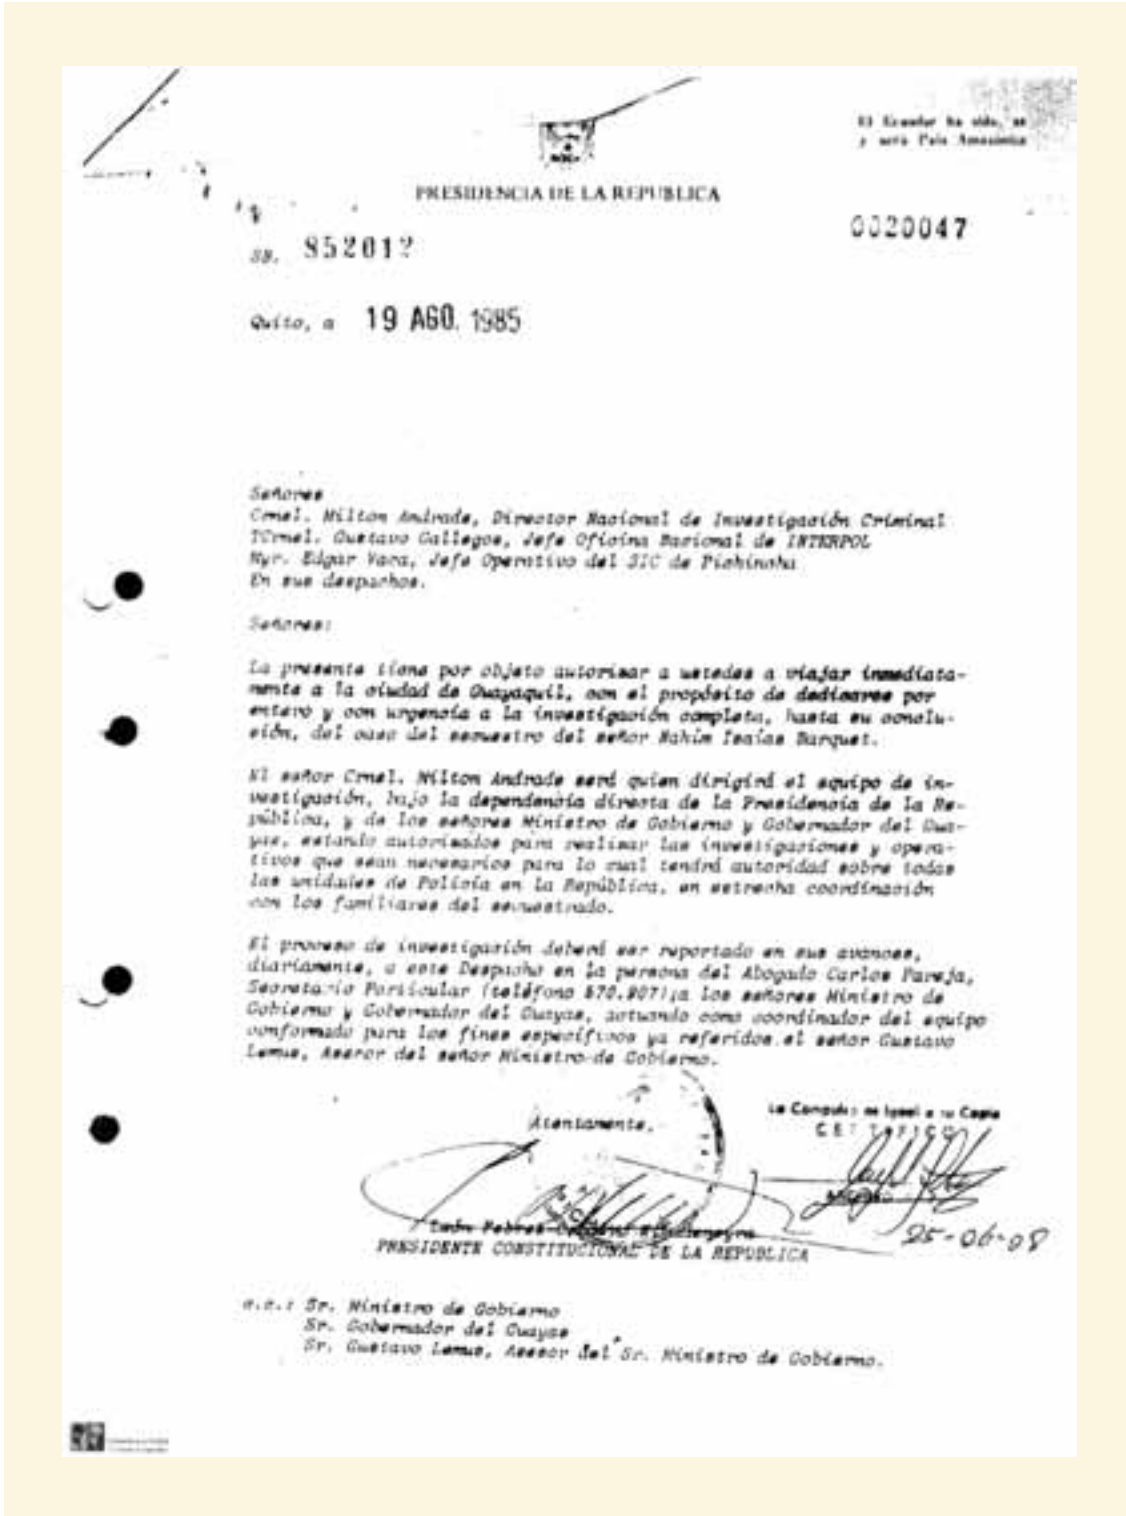 El Ecuador ha sido, es
y será País Amazónico
PRESIDENCIA DE LA REPUBLICA
0020047
852012
Quito, a 19 AGO. 1985
Señores
Crnel. Milton Andrade, Director Nacional de Investigación Criminal
TCrnel. Gustavo Gallegos, Jefe Oficina Nacional de INTERPOL
Myr. Edgar Vaca, Jefe Operativo del SIC de Pichincha
En sus despachos.
Señores:
La presente tiene por objeto autorizar a ustedes a viajar inmediata-
mente a la ciudad de Guayaquil, con el propósito de dedicarse por
entero y con urgencia a la investigación completa, hasta su conclu-
sión, del caso del secuestro del señor Nahim Isaías Barquet.
El señor Crnel. Milton Andrade será quien dirigirá el equipo de in-
vestigación, bajo la dependencia directa de la Presidencia de la Re-
pública, y de los señores Ministro de Gobierno y Gobernador del Gua-
yas, estando autorizados para realizar las investigaciones y opera-
tivos que sean necesarios para lo cual tendrá autoridad sobre todas
las unidades de Policía en la República, en estrecha coordinación
con los familiares del secuestrado.
El proceso de investigación deberá ser reportado en sus avances,
diariamente, a este Despacho en la persona del Abogado Carlos Pareja,
Secretario Particular (teléfono 570.907);a los señores Ministro de
Gobierno y Gobernador del Guayas, actuando como coordinador del equipo
conformado para los fines específicos ya referidos el señor Gustavo
Lemus, Asesor del señor Ministro de Gobierno.
Atentamente,
La Compulsa es igual a su Copia
CERTIFICO
León Febres
PRESIDENTE CONSTITUCIONAL DE LA REPUBLICA
25-06-08
c.c.: Sr. Ministro de Gobierno
Sr. Gobernador del Guayas
Sr. Gustavo Lemus, Asesor del Sr. Ministro de Gobierno.